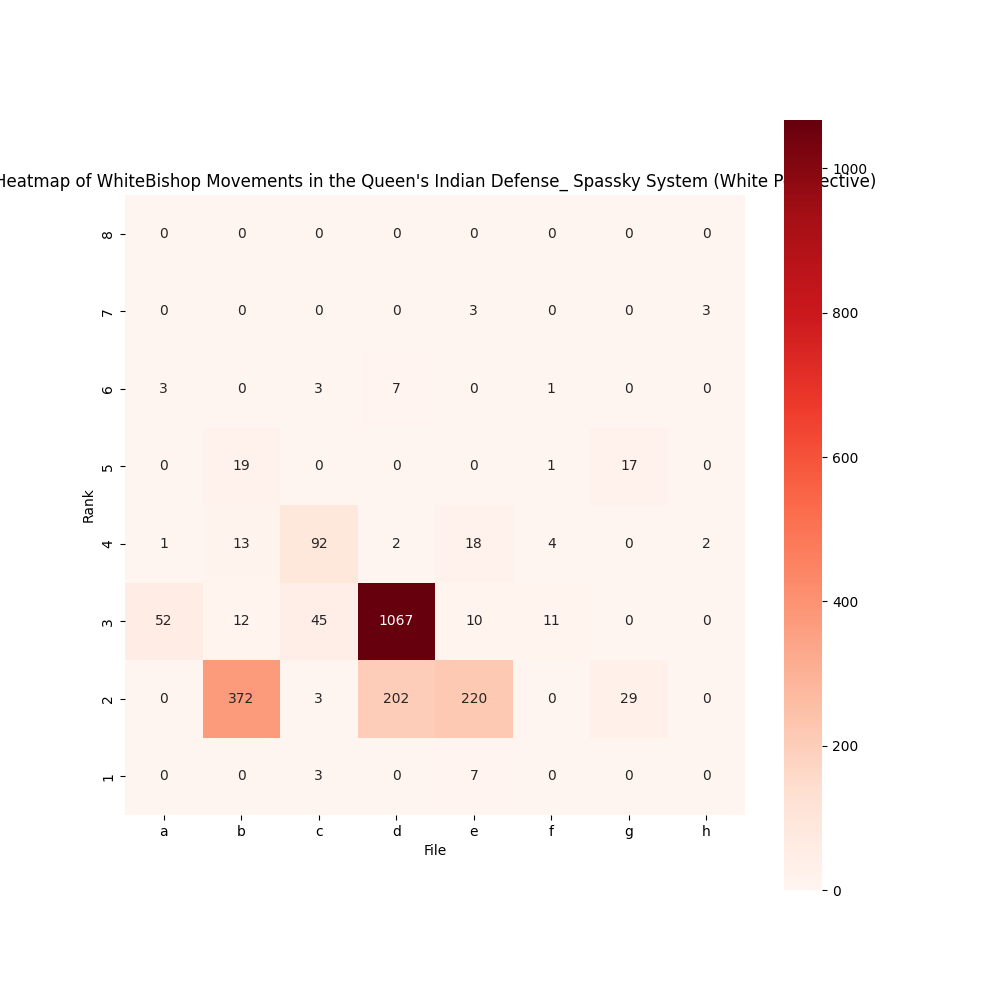 Heatmap of WhiteBishop Movements in the Queen's Indian Defense_ Spassky System (White Perspective)
8 0 0 0 0 0 0 0 0
7 0 0 0 0 3 0 0 3
6 3 0 3 7 0 1 0 0
5 0 19 0 0 0 1 17 0
4 1 13 92 2 18 4 0 2
3 52 12 45 1067 10 11 0 0
2 0 372 3 202 220 0 29 0
1 0 0 3 0 7 0 0 0
a b c d e f g h
File
Rank
1000
800
600
400
200
0